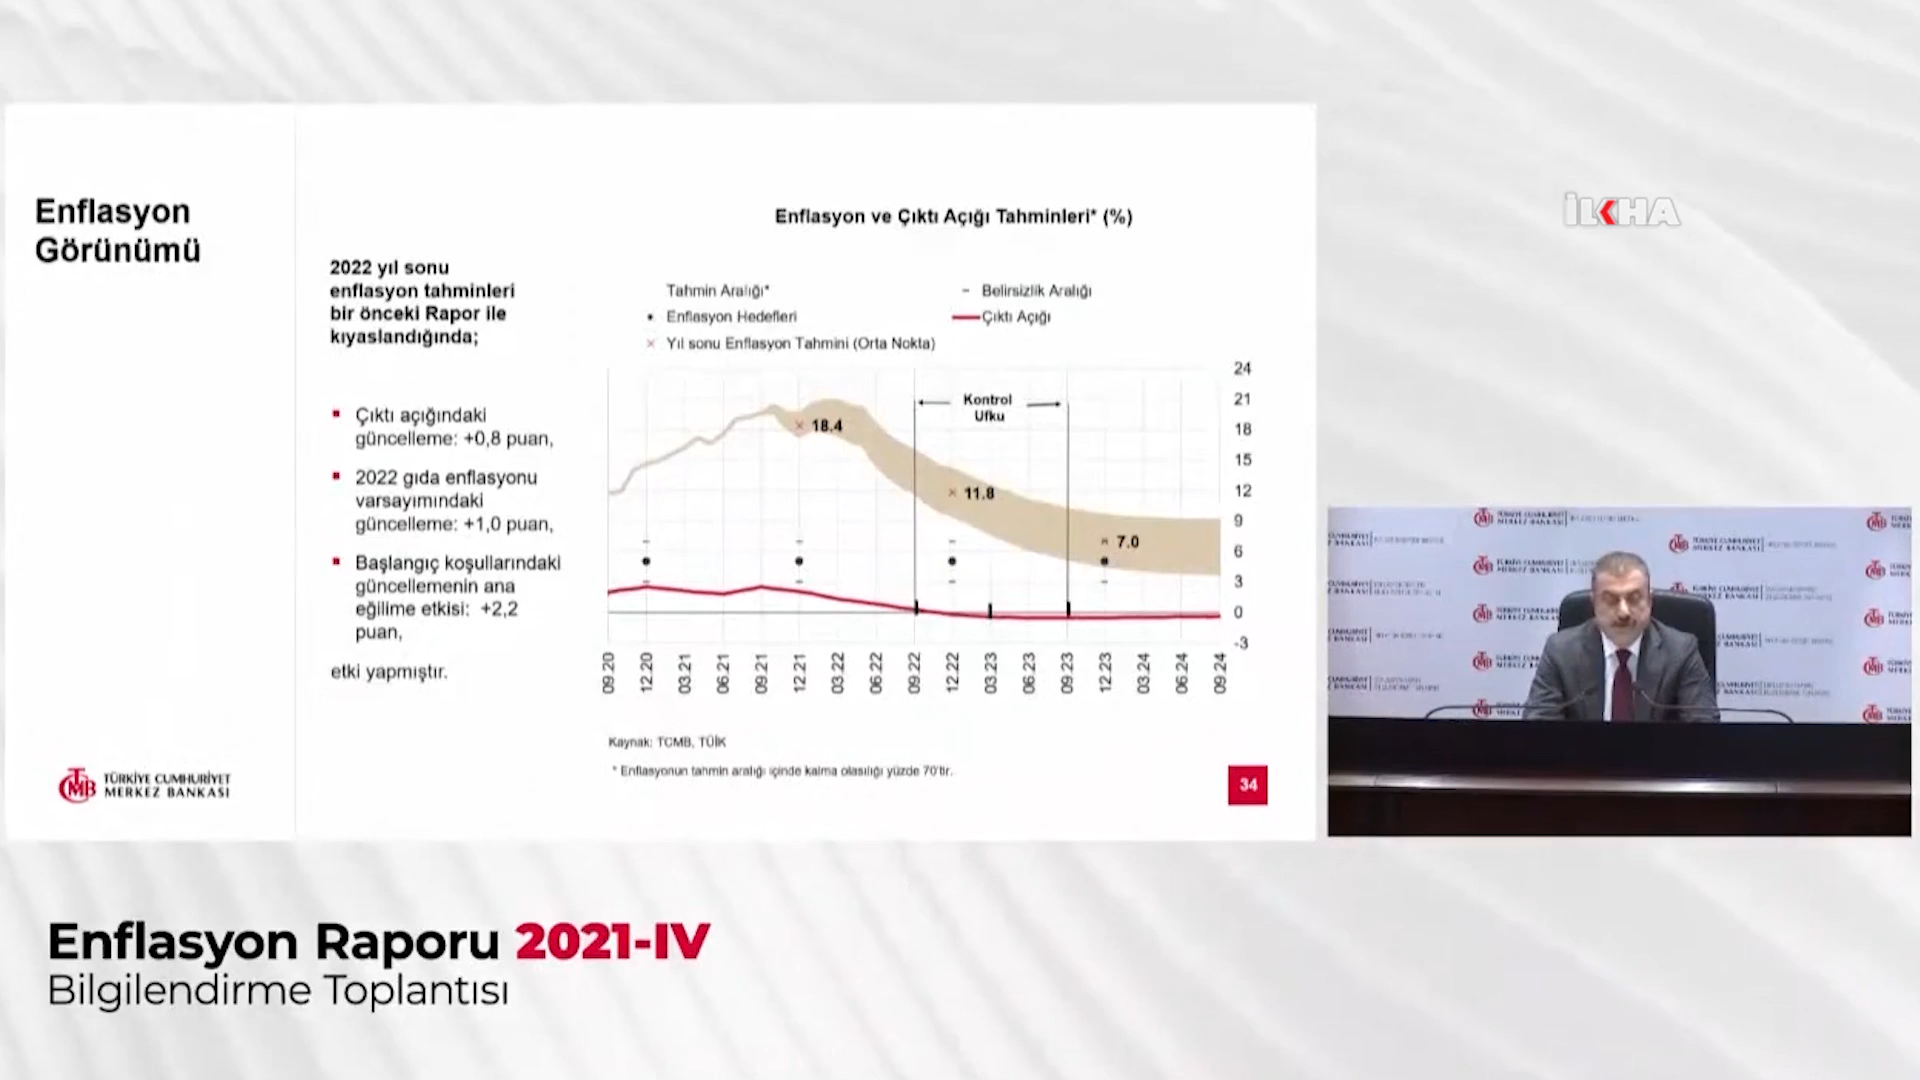 İLKHA
Enflasyon
Görünümü
2022 yıl sonu
enflasyon tahminleri
bir önceki Rapor ile
kıyaslandığında;
Çıktı açığındaki
güncelleme: +0,8 puan,
2022 gıda enflasyonu
varsayımındaki
güncelleme: +1,0 puan,
Başlangıç koşullarındaki
güncellemenin ana
eğilime etkisi: +2,2
puan,
etki yapmıştır.
Enflasyon ve Çıktı Açığı Tahminleri* (%)
Tahmin Aralığı*
Belirsizlik Aralığı
Enflasyon Hedefleri
Çıktı Açığı
Yıl sonu Enflasyon Tahmini (Orta Nokta)
Kontrol
Ufku
18.4
11.8
7.0
24
21
18
15
12
9
6
3
0
-3
09.20
12.20
03.21
06.21
09.21
12.21
03.22
06.22
09.22
12.22
03.23
06.23
09.23
12.23
03.24
06.24
09.24
Kaynak: TCMB, TÜİK
* Enflasyonun tahmin aralığı içinde kalma olasılığı yüzde 70'tir.
34
TCMB TÜRKİYE CUMHURİYET
MERKEZ BANKASI
Enflasyon Raporu 2021-IV
Bilgilendirme Toplantısı